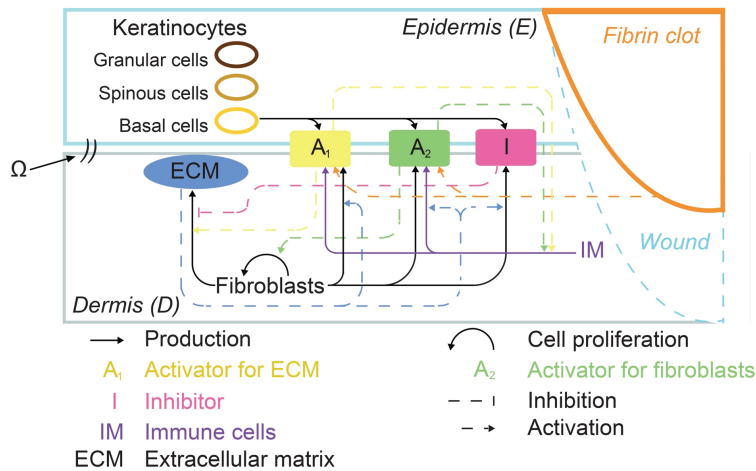 Keratinocytes
Epidermis (E)
Fibrin clot
Granular cells
Spinous cells
Basal cells
A1
A2
I
Ω
ECM
Wound
IM
Fibroblasts
Dermis (D)
Production
Cell proliferation
A1 Activator for ECM
A2 Activator for fibroblasts
I Inhibitor
Inhibition
IM Immune cells
Activation
ECM Extracellular matrix